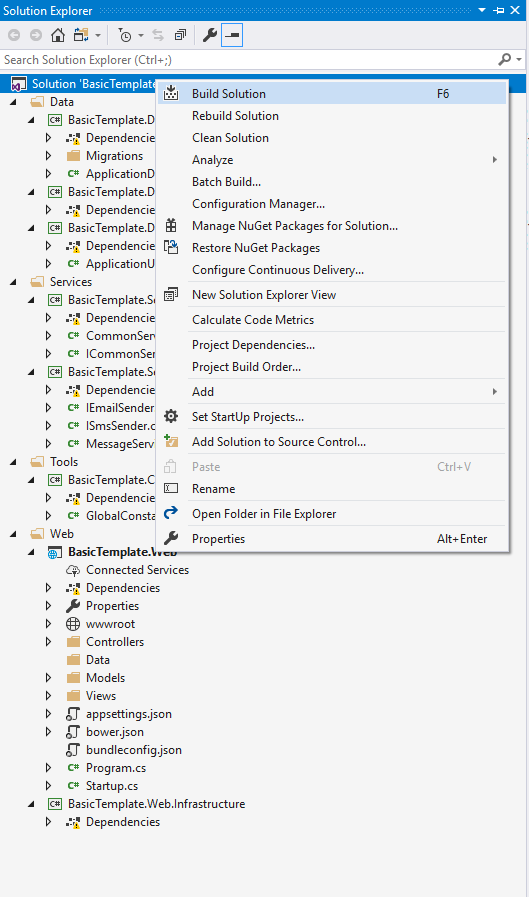 Solution Explorer
Search Solution Explorer (Ctrl+;)
Solution 'BasicTemplate
Build Solution F6
Data
Rebuild Solution
BasicTemplate.D
Clean Solution
Dependencie
Migrations
Analyze
ApplicationD
Batch Build...
BasicTemplate.D
Configuration Manager...
Dependencie
BasicTemplate.D
Manage NuGet Packages for Solution...
Dependencie
Restore NuGet Packages
ApplicationU
Configure Continuous Delivery...
Services
New Solution Explorer View
BasicTemplate.Se
Dependencie
Calculate Code Metrics
CommonServ
Project Dependencies...
ICommonSer
Project Build Order...
BasicTemplate.Se
Dependencie
Add
IEmailSender
Set StartUp Projects...
ISmsSender.c
MessageServ
Add Solution to Source Control...
Tools
Paste Ctrl+V
BasicTemplate.C
Rename
Dependencie
GlobalConsta
Open Folder in File Explorer
Web
Properties Alt+Enter
BasicTemplate.Web
Connected Services
Dependencies
Properties
wwwroot
Controllers
Data
Models
Views
appsettings.json
bower.json
bundleconfig.json
C# Program.cs
C# Startup.cs
BasicTemplate.Web.Infrastructure
Dependencies